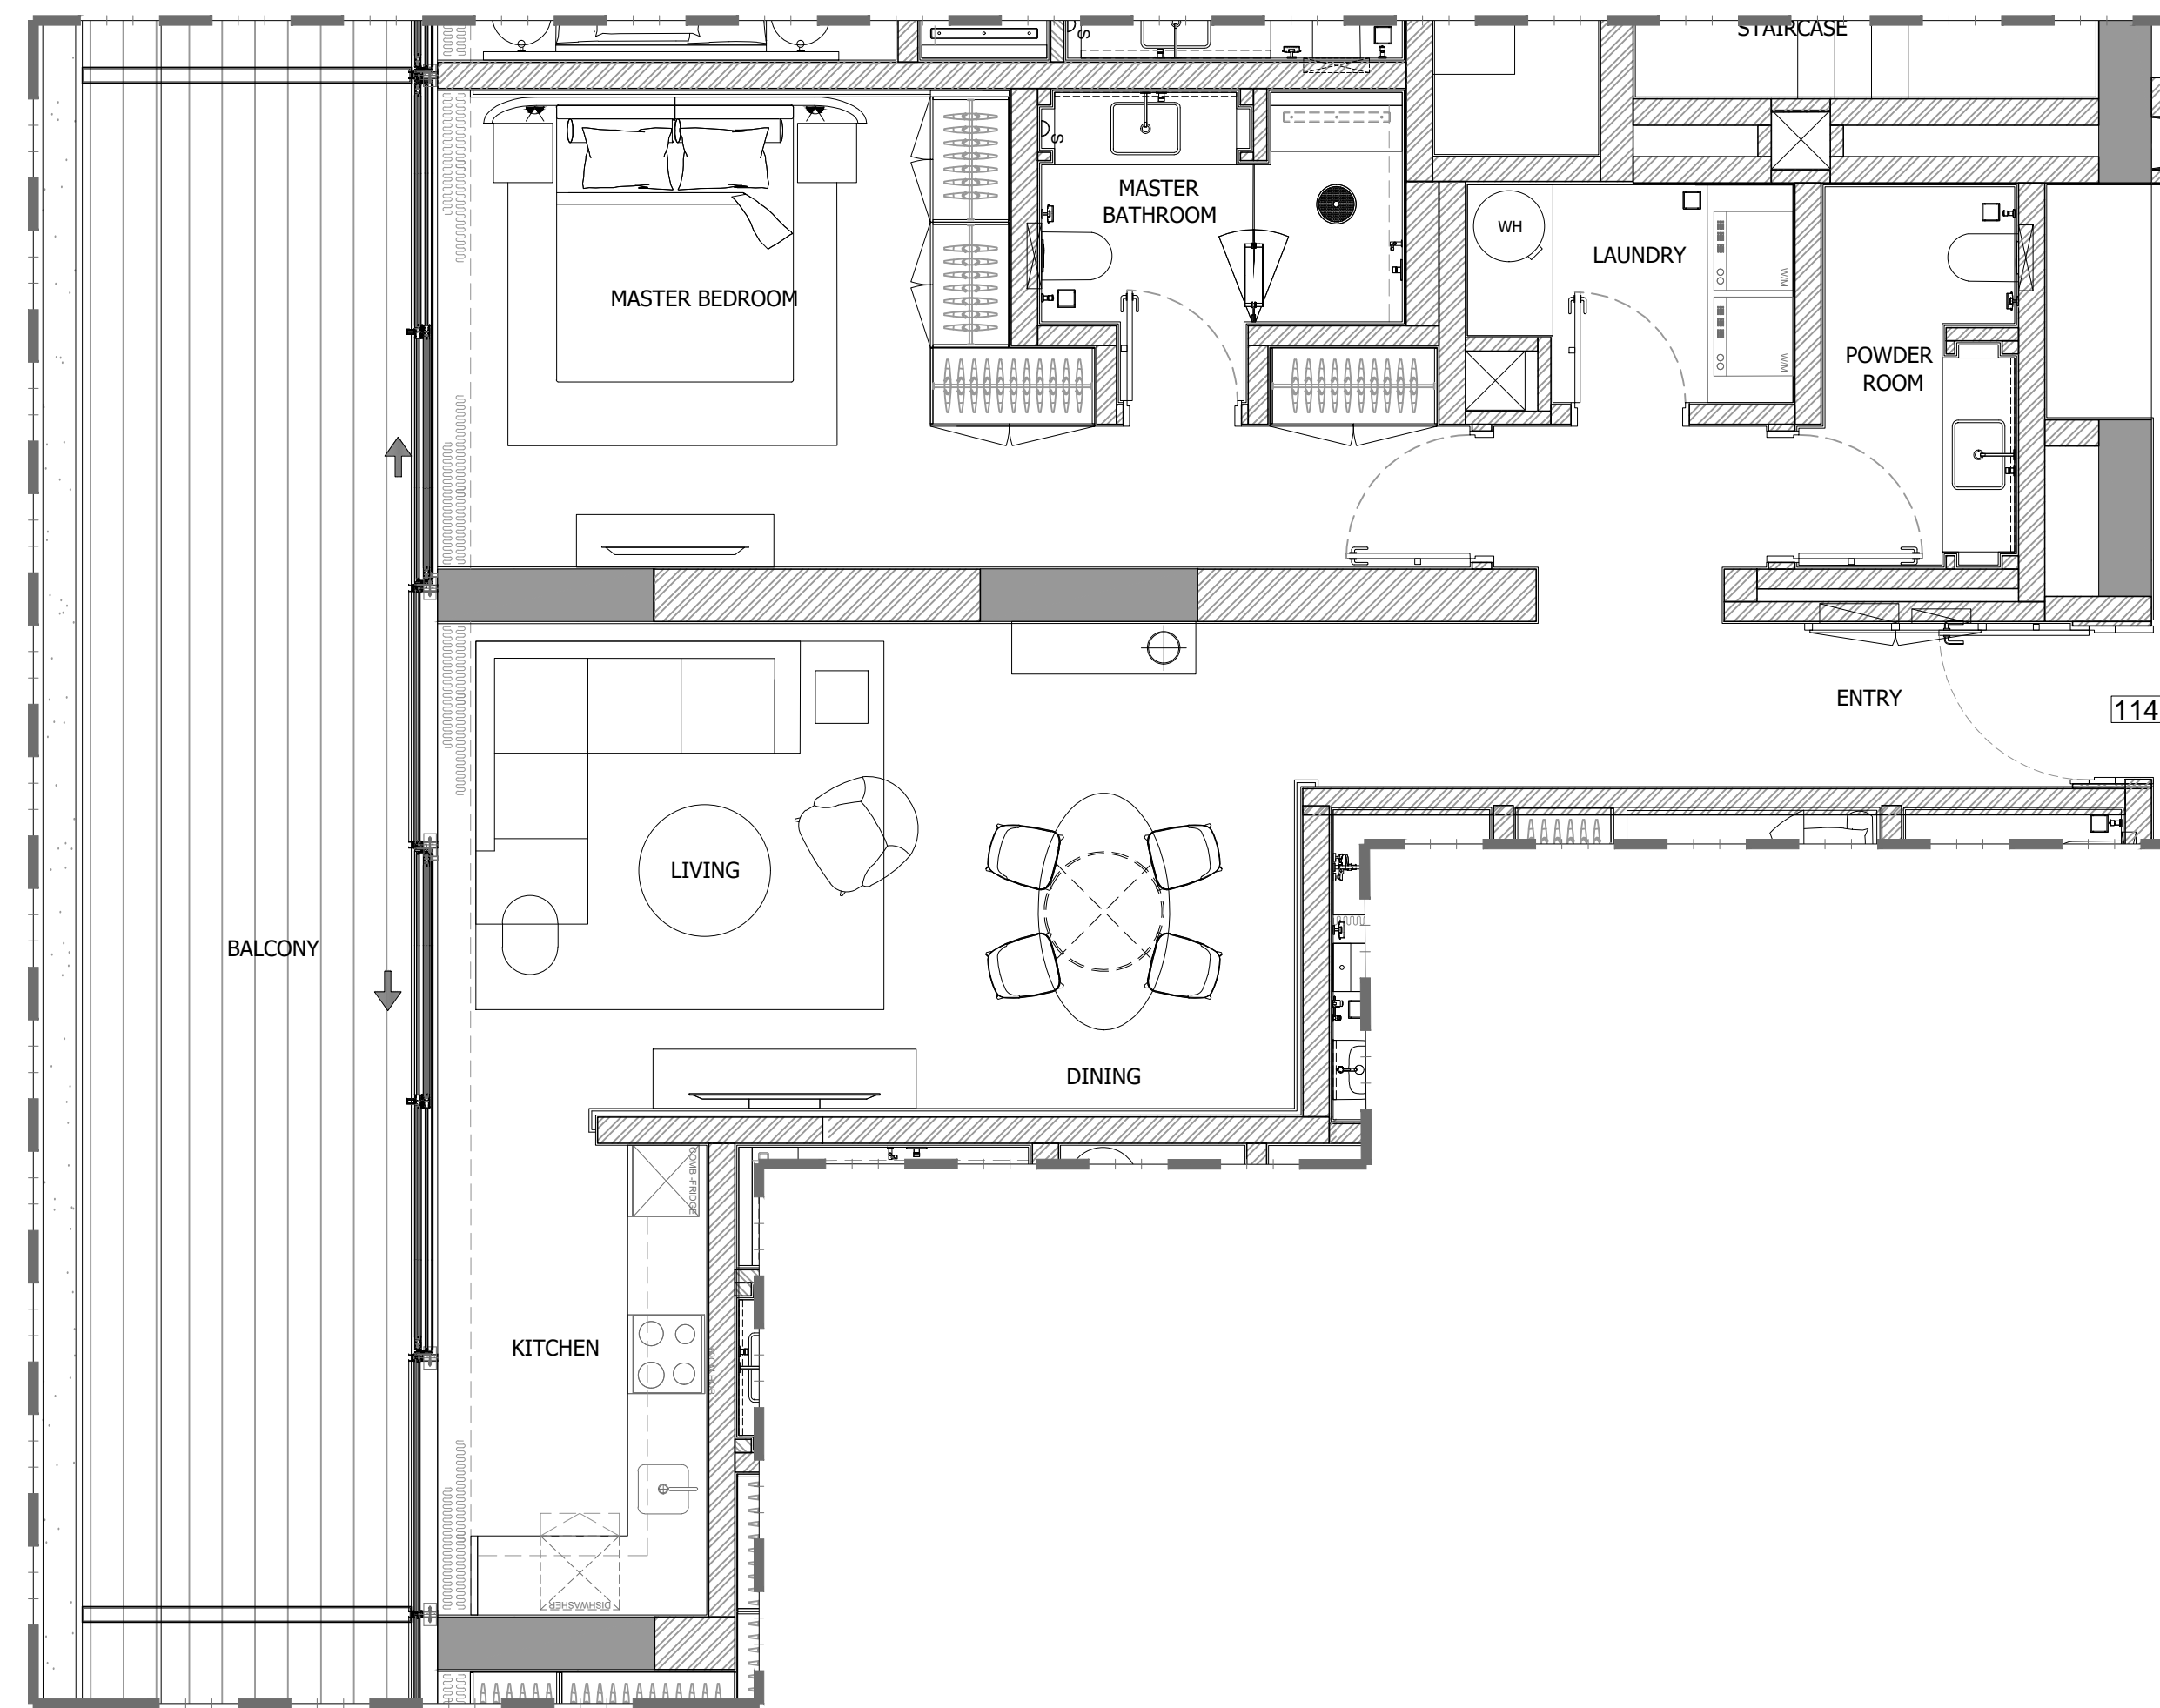 STAIRCASE
S
S
MASTER
BATHROOM
WH
LAUNDRY
W/M
W/M
MASTER BEDROOM
POWDER
ROOM
ENTRY
114
LIVING
BALCONY
DINING
COMBI-FRIDGE
KITCHEN
DISHWASHER